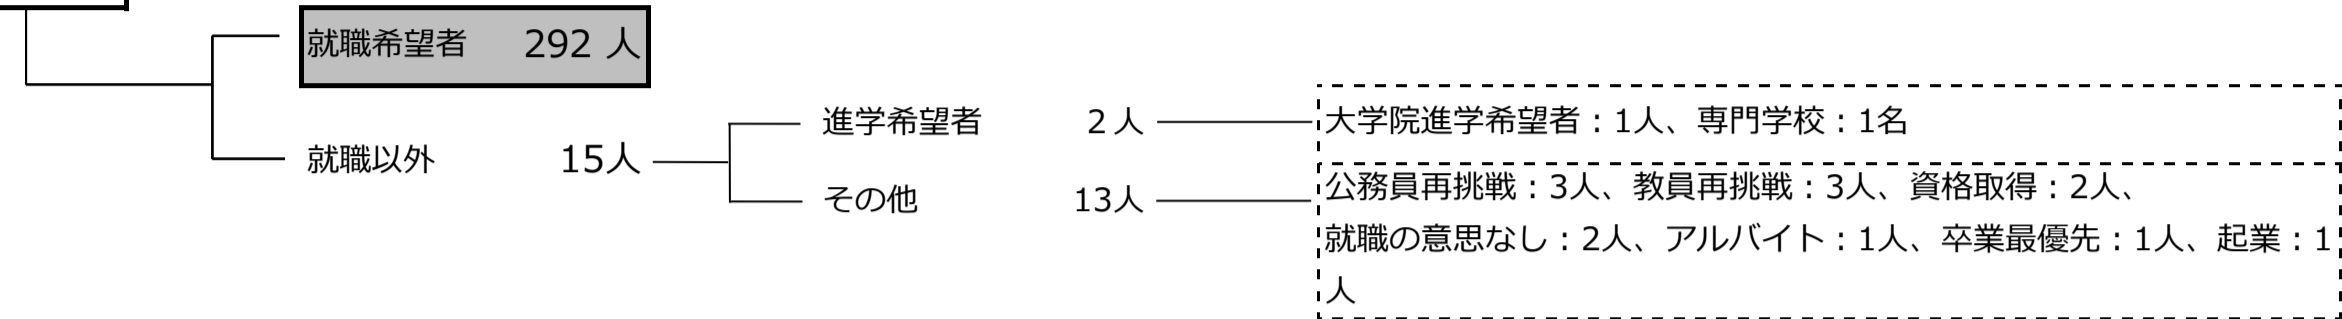 就職希望者 292 人
進学希望者 2人 大学院進学希望者：1人、専門学校：1名
就職以外 15人
その他 13人 公務員再挑戦：3人、教員再挑戦：3人、資格取得：2人、
就職の意思なし：2人、アルバイト：1人、卒業最優先：1人、起業：1
人